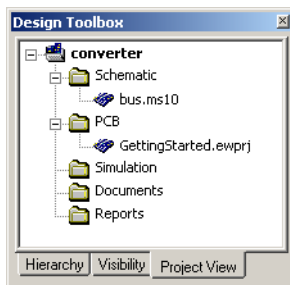 Design Toolbox
converter
Schematic
bus.ms10
PCB
GettingStarted.ewprj
Simulation
Documents
Reports
Hierarchy Visibility Project View